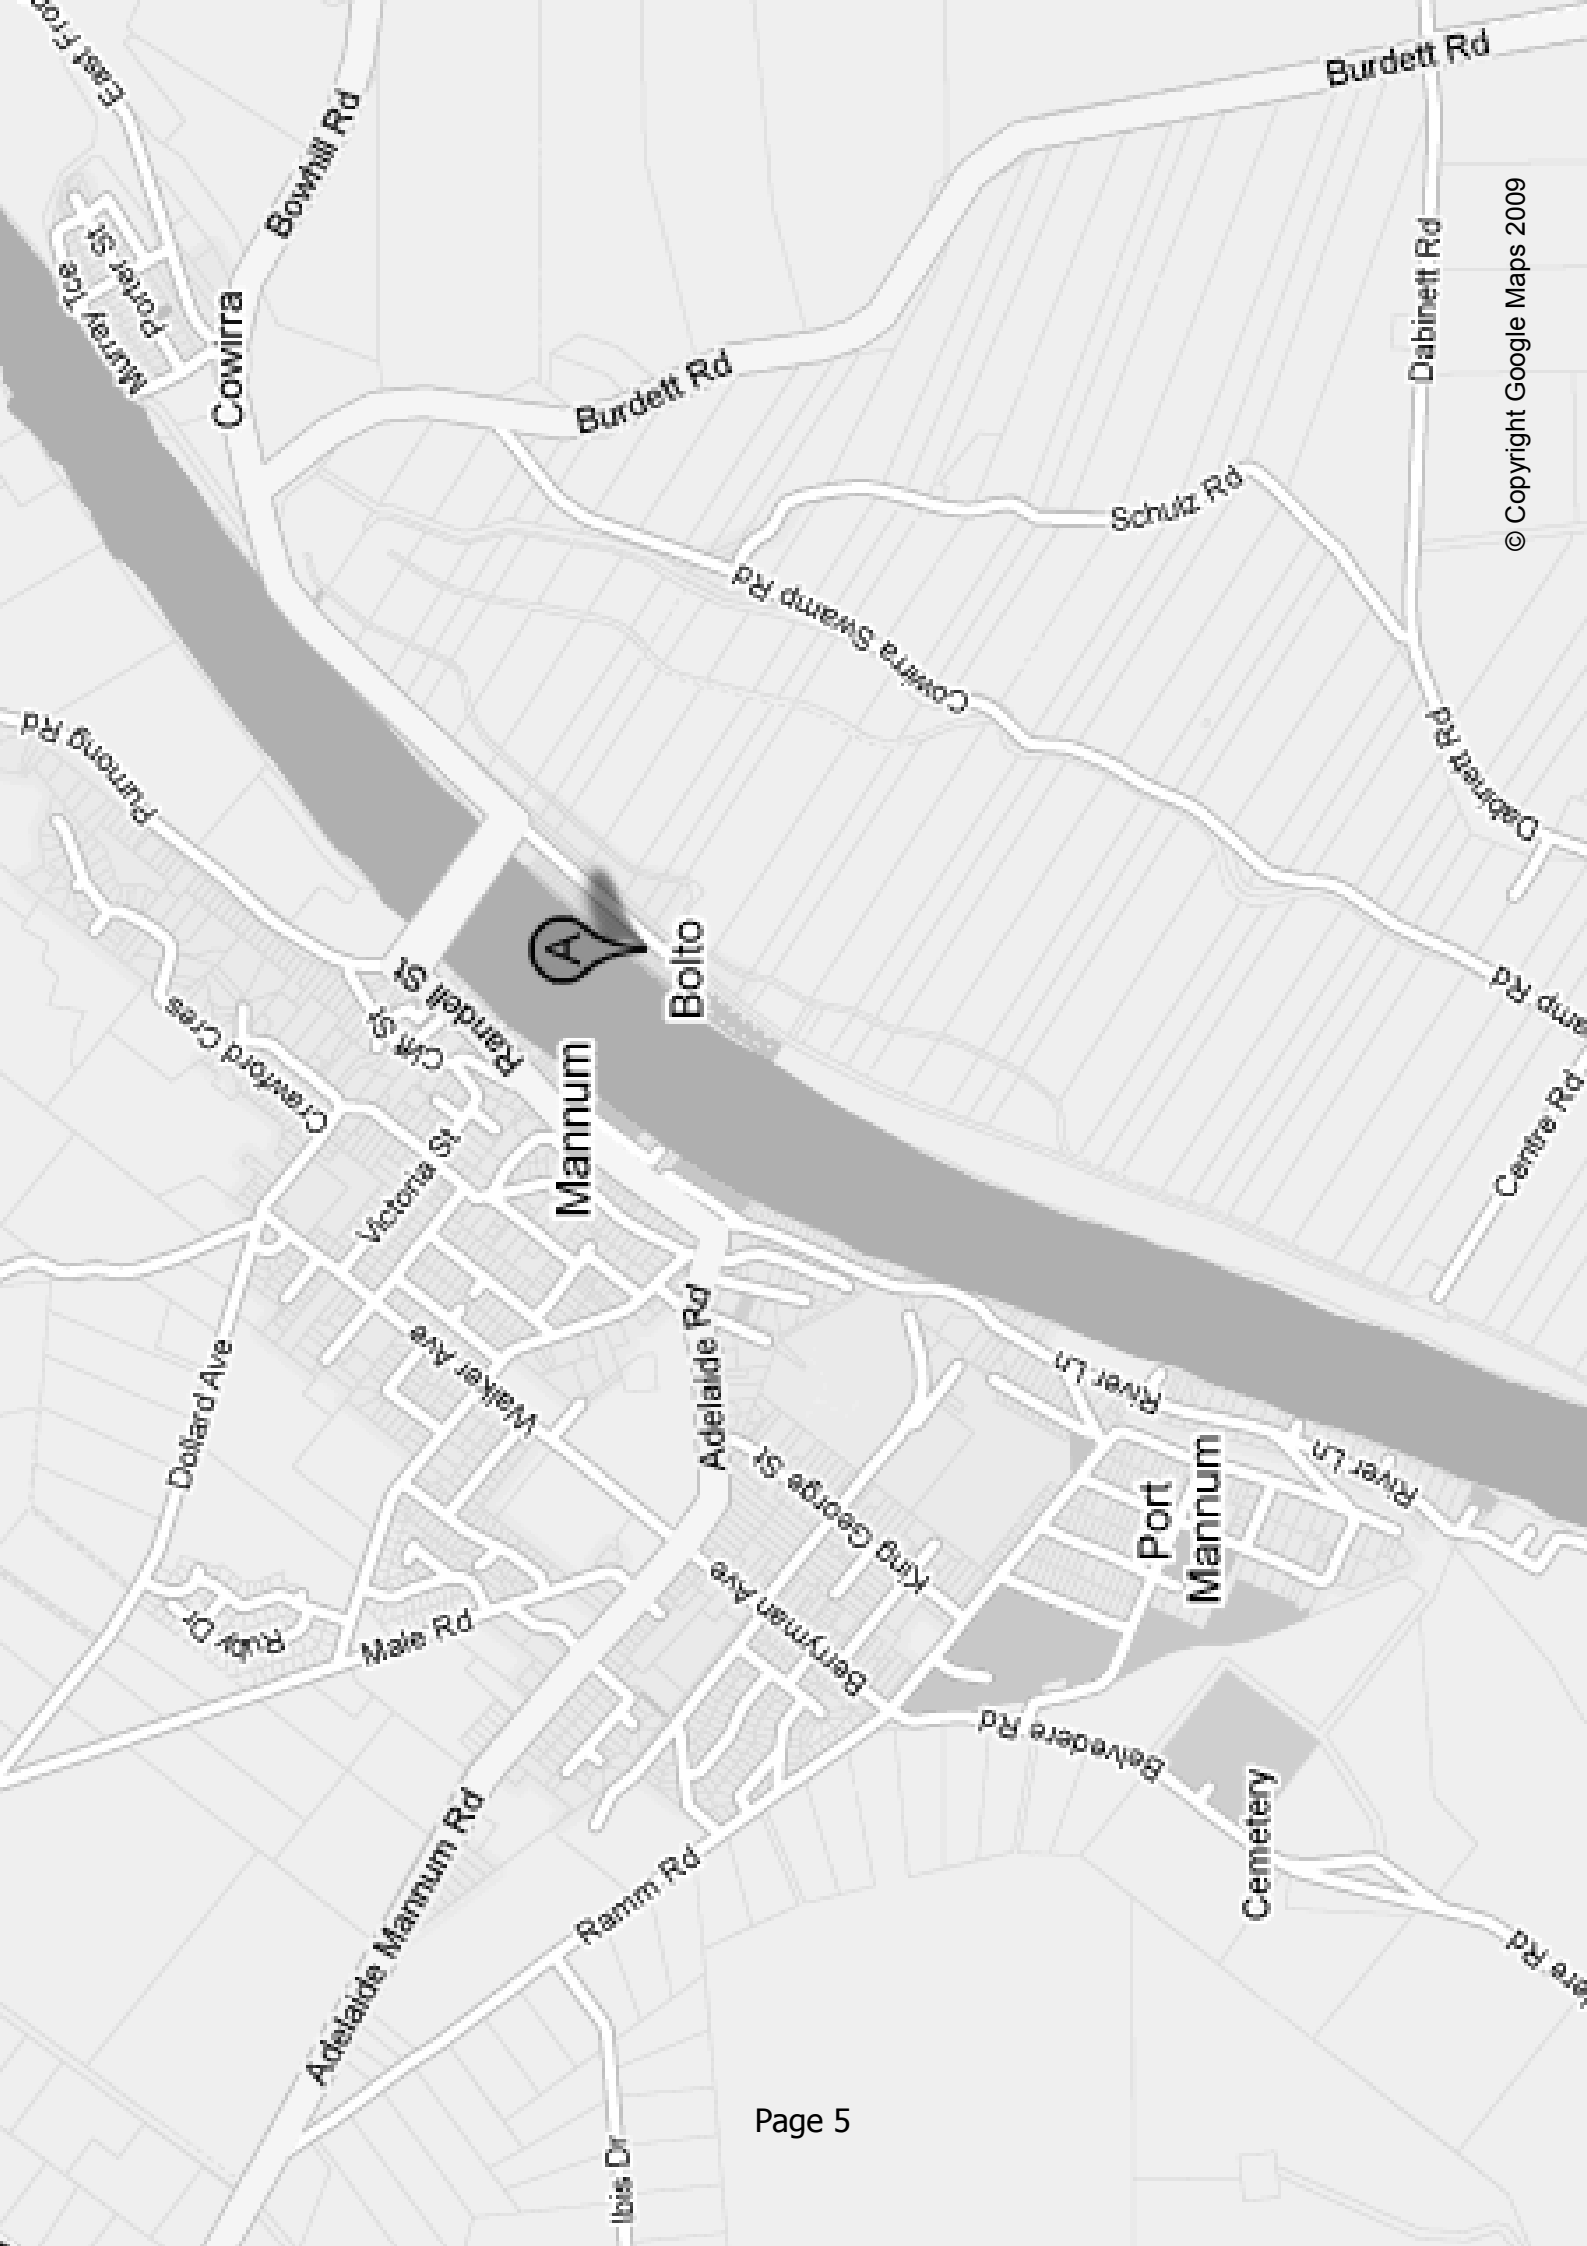 East Fro
Bowhill Rd
Burdett Rd
Porter St
Murray Tce
Cowirra
Burdett Rd
Dabinett Rd
© Copyright Google Maps 2009
Schulz Rd
Cowirra Swamp Rd
Purnong Rd
Dabinett Rd
A
Bolto
Randell St
Cliff St
Crawford Cres
Mannum
Victoria St
amp Rd
Centre Rd
Dollard Ave
Walker Ave
Adelaide Rd
River Ln
River Ln
King George St
Port
Mannum
Ruby Dr
Male Rd
Berryman Ave
Belvedere Rd
Cemetery
Adelaide Mannum Rd
Ramm Rd
ere Rd
Ibis Dr
Page 5